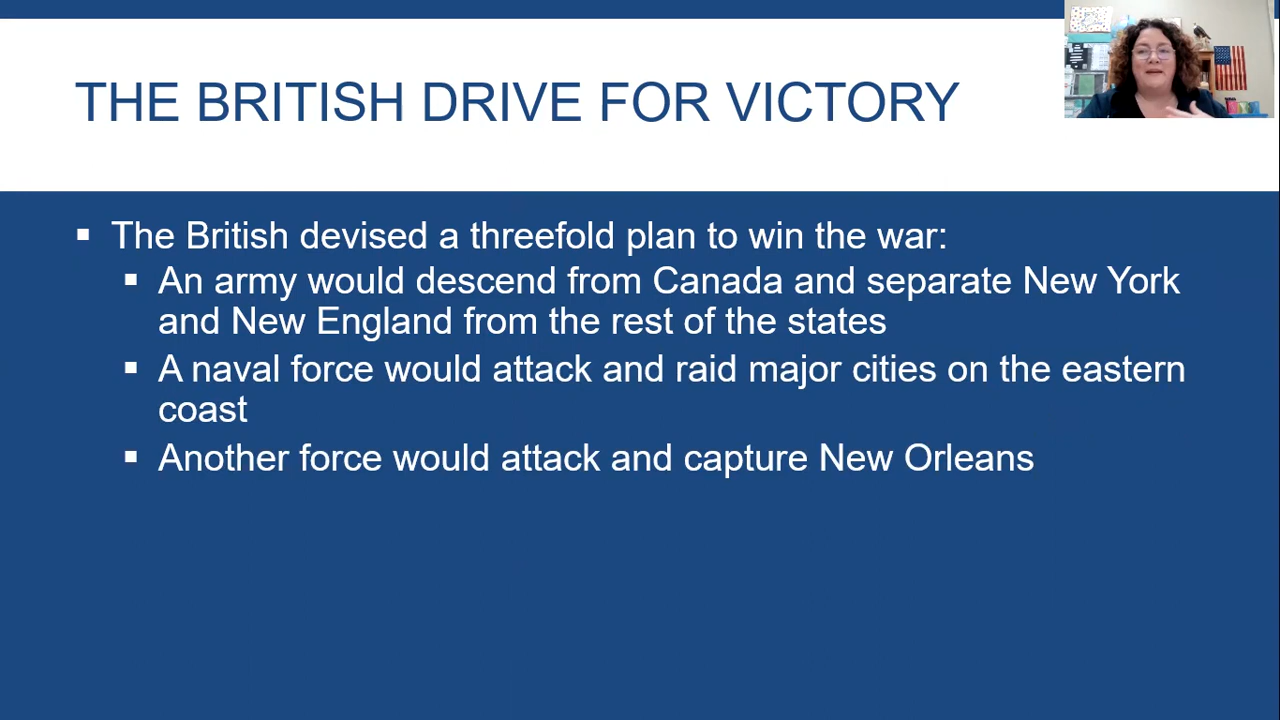 THE BRITISH DRIVE FOR VICTORY
▪ The British devised a threefold plan to win the war:
▪ An army would descend from Canada and separate New York
and New England from the rest of the states
▪ A naval force would attack and raid major cities on the eastern
coast
▪ Another force would attack and capture New Orleans